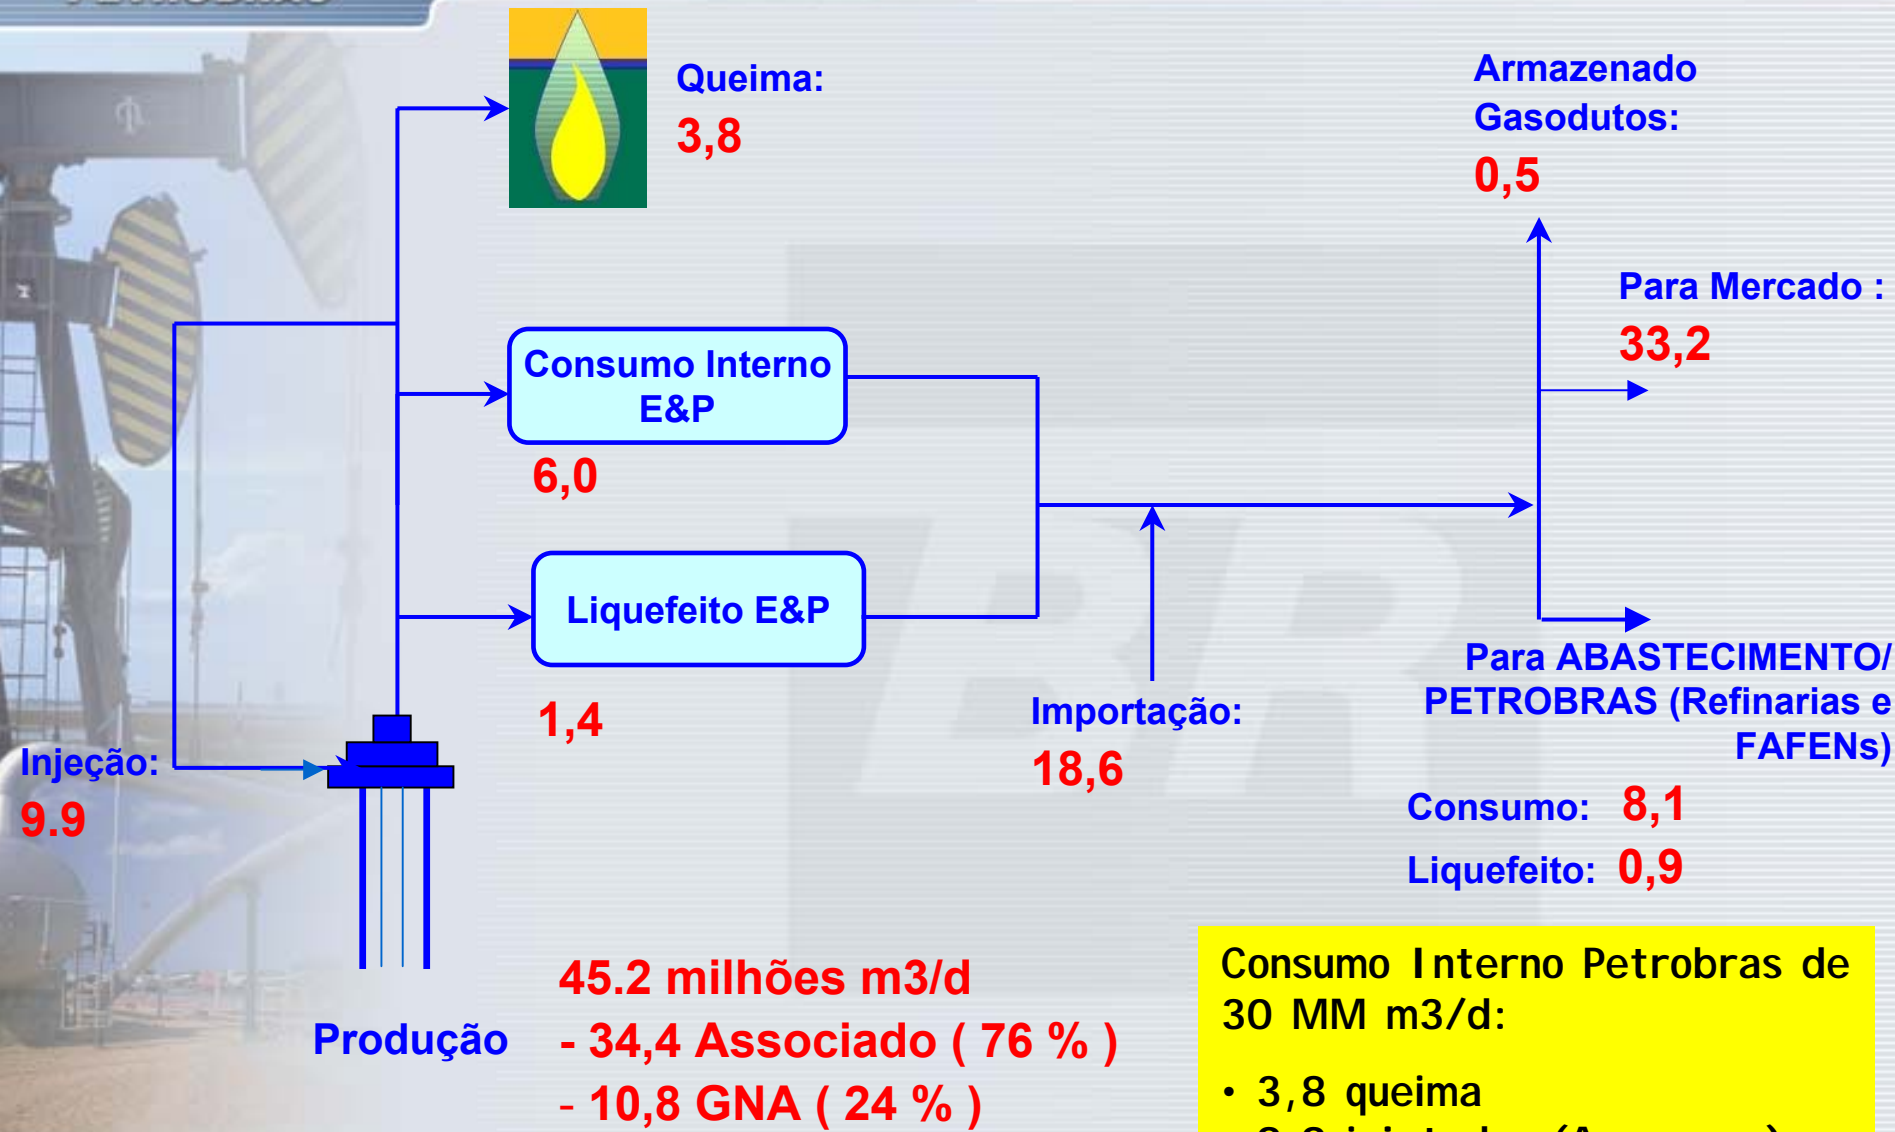 PETROBRAS
Queima:
3,8
Armazenado
Gasodutos:
0,5
Para Mercado :
33,2
Consumo Interno
E&P
6,0
Liquefeito E&P
1,4
Importação:
18,6
Para ABASTECIMENTO/
PETROBRAS (Refinarias e
FAFENs)
Consumo: 8,1
Liquefeito: 0,9
Injeção:
9.9
Produção
45.2 milhões m3/d
- 34,4 Associado ( 76 % )
- 10,8 GNA ( 24 % )
Consumo Interno Petrobras de
30 MM m3/d:
• 3,8 queima
BR